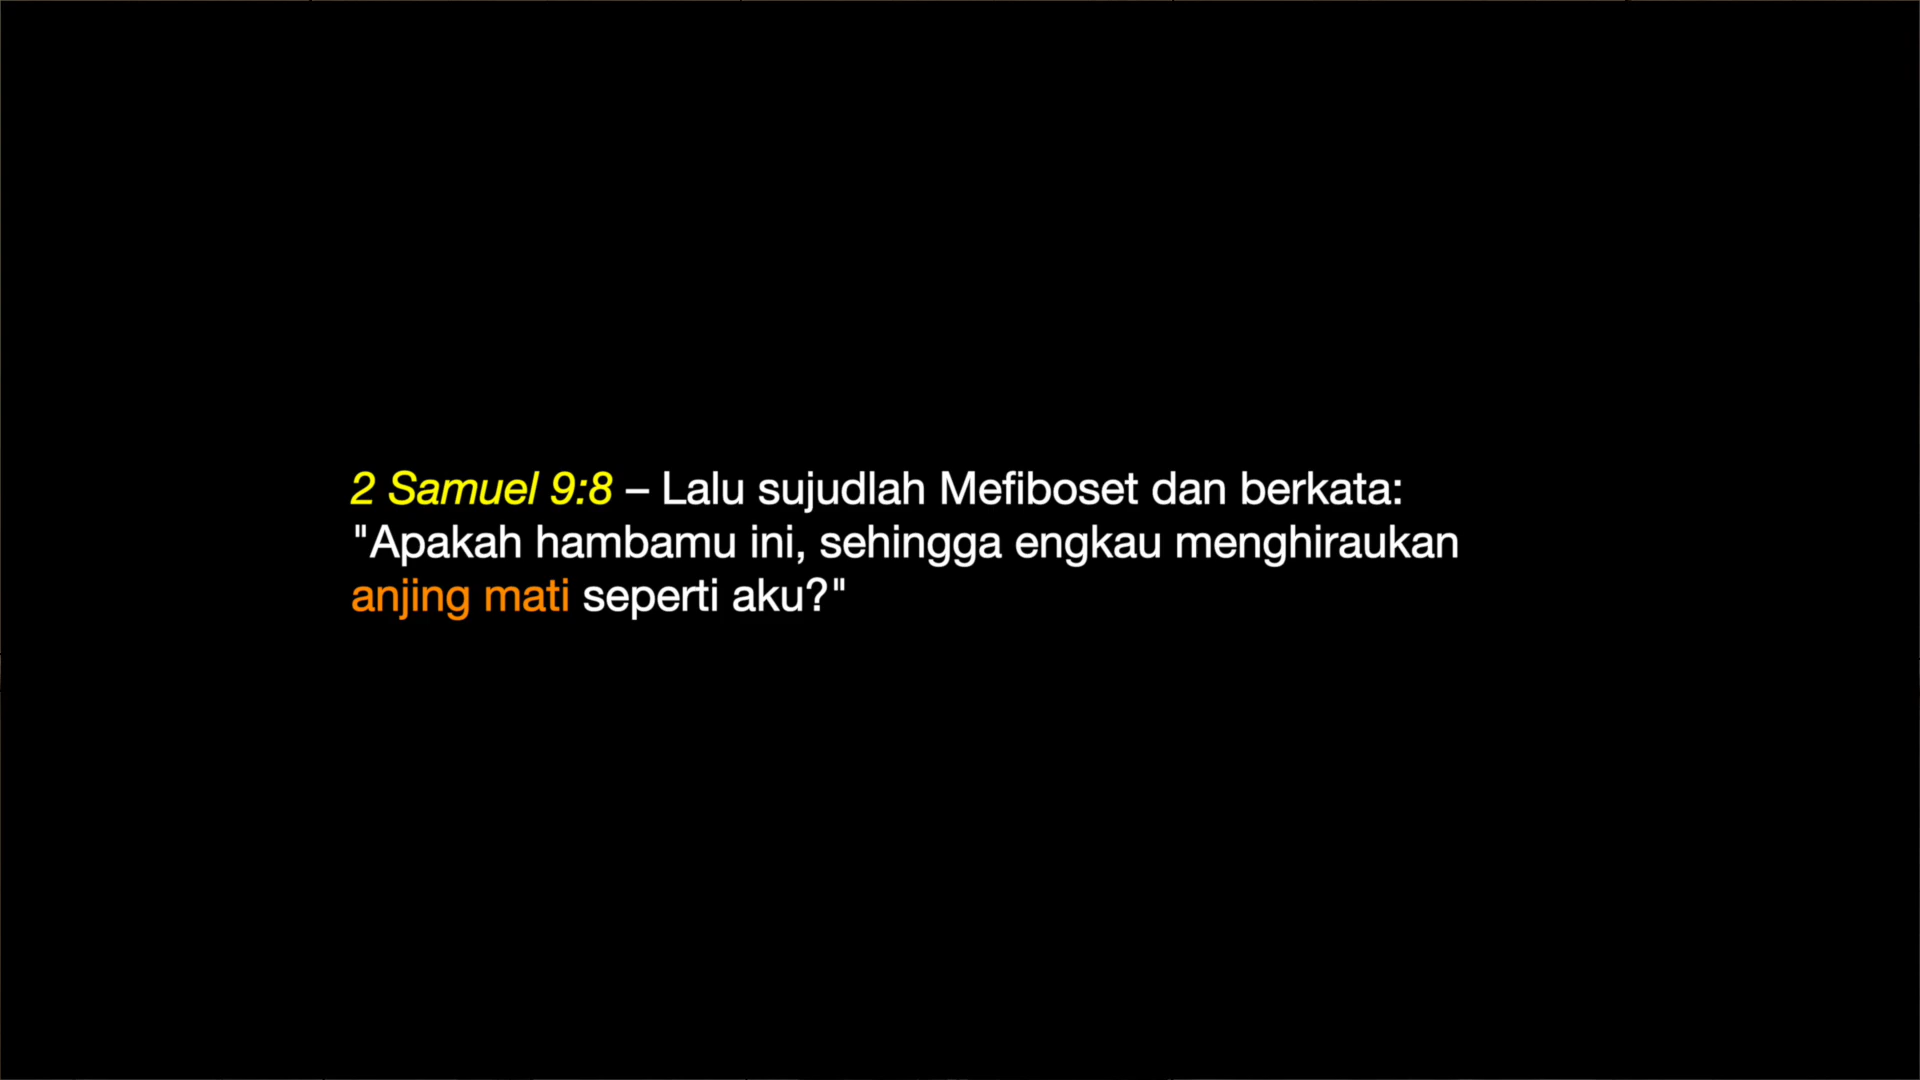 2 Samuel 9:8 – Lalu sujudlah Mefiboset dan berkata:
"Apakah hambamu ini, sehingga engkau menghiraukan
anjing mati seperti aku?"